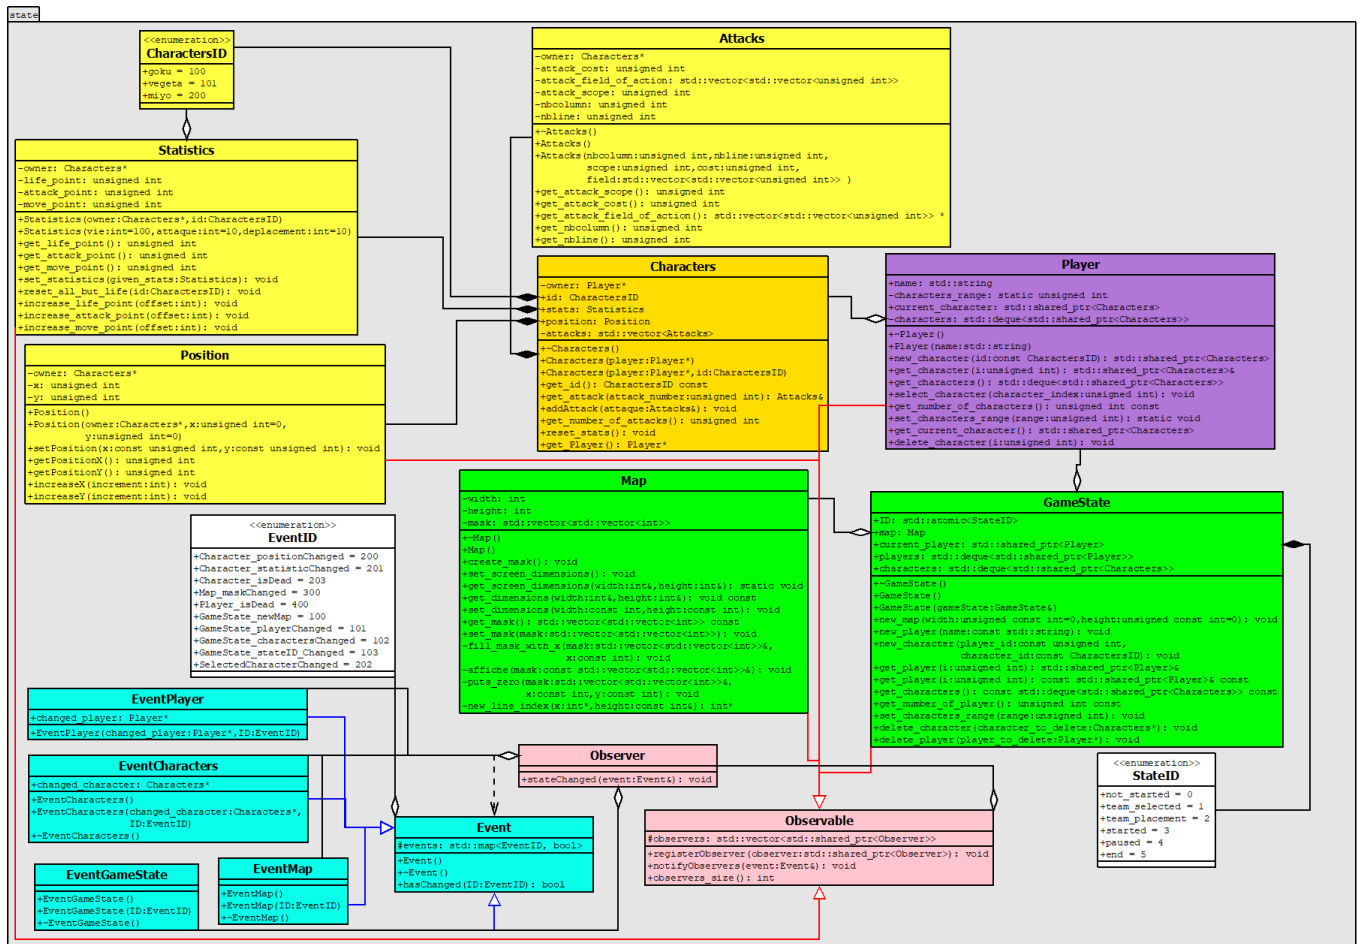 state
<<enumeration>>
CharactersID
+goku = 100
+vegeta = 101
+miyo = 200
Attacks
-owner: Characters*
-attack_cost: unsigned int
-attack_field_of_action: std::vector<std::vector<unsigned int>>
-attack_scope: unsigned int
-nbcolumn: unsigned int
-nbline: unsigned int
+~Attacks()
+Attacks()
+Attacks(nbcolumn:unsigned int,nbline:unsigned int,
scope:unsigned int,cost:unsigned int,
field:std::vector<std::vector<unsigned int>> )
+get_attack_scope(): unsigned int
+get_attack_cost(): unsigned int
+get_attack_field_of_action(): std::vector<std::vector<unsigned int>> *
+get_nbcolumn(): unsigned int
+get_nbline(): unsigned int
Statistics
-owner: Characters*
-life_point: unsigned int
-attack_point: unsigned int
-move_point: unsigned int
+Statistics(owner:Characters*,id:CharactersID)
+Statistics(vie:int=100,attaque:int=10,deplacement:int=10)
+get_life_point(): unsigned int
+get_attack_point(): unsigned int
+get_move_point(): unsigned int
+set_statistics(given_stats:Statistics): void
+reset_all_but_life(id:CharactersID): void
+increase_life_point(offset:int): void
+increase_attack_point(offset:int): void
+increase_move_point(offset:int): void
Characters
-owner: Player*
+id: CharactersID
+stats: Statistics
+position: Position
-attacks: std::vector<Attacks>
+~Characters()
+Characters(player:Player*)
+Characters(player:Player*,id:CharactersID)
+get_id(): CharactersID const
+get_attack(attack_number:unsigned int): Attacks&
+addAttack(attaque:Attacks&): void
+get_number_of_attacks(): unsigned int
+reset_stats(): void
+get_Player(): Player*
Player
+name: std::string
-characters_range: static unsigned int
+current_character: std::shared_ptr<Characters>
-characters: std::deque<std::shared_ptr<Characters>>
+~Player()
+Player(name:std::string)
+new_character(id:const CharactersID): std::shared_ptr<Characters>
+get_character(i:unsigned int): std::shared_ptr<Characters>&
+get_characters(): std::deque<std::shared_ptr<Characters>>
+select_character(character_index:unsigned int): void
+get_number_of_characters(): unsigned int const
+set_characters_range(range:unsigned int): static void
+get_current_character(): std::shared_ptr<Characters>
+delete_character(i:unsigned int): void
Position
-owner: Characters*
-x: unsigned int
-y: unsigned int
+Position()
+Position(owner:Characters*,x:unsigned int=0,
y:unsigned int=0)
+setPosition(x:const unsigned int,y:const unsigned int): void
+getPositionX(): unsigned int
+getPositionY(): unsigned int
+increaseX(increment:int): void
+increaseY(increment:int): void
Map
-width: int
-height: int
-mask: std::vector<std::vector<int>>
+~Map()
+Map()
+create_mask(): void
+set_screen_dimensions(): void
+get_screen_dimensions(width:int&,height:int&): static void
+get_dimensions(width:int&,height:int&): void const
+set_dimensions(width:const int,height:const int): void
+get_mask(): std::vector<std::vector<int>> const
+set_mask(mask:std::vector<std::vector<int>>): void
-fill_mask_with_x(mask:std::vector<std::vector<int>>&,
x:const int): void
-affiche(mask:const std::vector<std::vector<int>>&): void
-puts_zero(mask:std::vector<std::vector<int>>&,
x:const int,y:const int): void
-new_line_index(x:int*,height:const int&): int*
GameState
+ID: std::atomic<StateID>
+map: Map
+current_player: std::shared_ptr<Player>
+players: std::deque<std::shared_ptr<Player>>
+characters: std::deque<std::shared_ptr<Characters>>
+~GameState()
+GameState()
+GameState(gameState:GameState&)
+new_map(width:unsigned const int=0,height:unsigned const int=0): void
+new_player(name:const std::string): void
+new_character(player_id:const unsigned int,
character_id:const CharactersID): void
+get_player(i:unsigned int): std::shared_ptr<Player>&
+get_player(i:unsigned int): const std::shared_ptr<Player>& const
+get_characters(): const std::deque<std::shared_ptr<Characters>> const
+get_number_of_player(): unsigned int const
+set_characters_range(range:unsigned int): void
+delete_character(character_to_delete:Characters*): void
+delete_player(player_to_delete:Player*): void
<<enumeration>>
EventID
+Character_positionChanged = 200
+Character_statisticChanged = 201
+Character_isDead = 203
+Map_maskChanged = 300
+Player_isDead = 400
+GameState_newMap = 100
+GameState_playerChanged = 101
+GameState_charactersChanged = 102
+GameState_stateID_Changed = 103
+SelectedCharacterChanged = 202
EventPlayer
+changed_player: Player*
+EventPlayer(changed_player:Player*,ID:EventID)
EventCharacters
+changed_character: Characters*
+EventCharacters()
+EventCharacters(changed_character:Characters*,
ID:EventID)
+~EventCharacters()
Observer
+stateChanged(event:Event&): void
<<enumeration>>
StateID
+not_started = 0
+team_selected = 1
+team_placement = 2
+started = 3
+paused = 4
+end = 5
Event
#events: std::map<EventID, bool>
+Event()
+~Event()
+hasChanged(ID:EventID): bool
Observable
#observers: std::vector<std::shared_ptr<Observer>>
+registerObserver(observer:std::shared_ptr<Observer>): void
+notifyObservers(event:Event&): void
+observers_size(): int
EventGameState
+EventGameState()
+EventGameState(ID:EventID)
+~EventGameState()
EventMap
+EventMap()
+EventMap(ID:EventID)
+~EventMap()